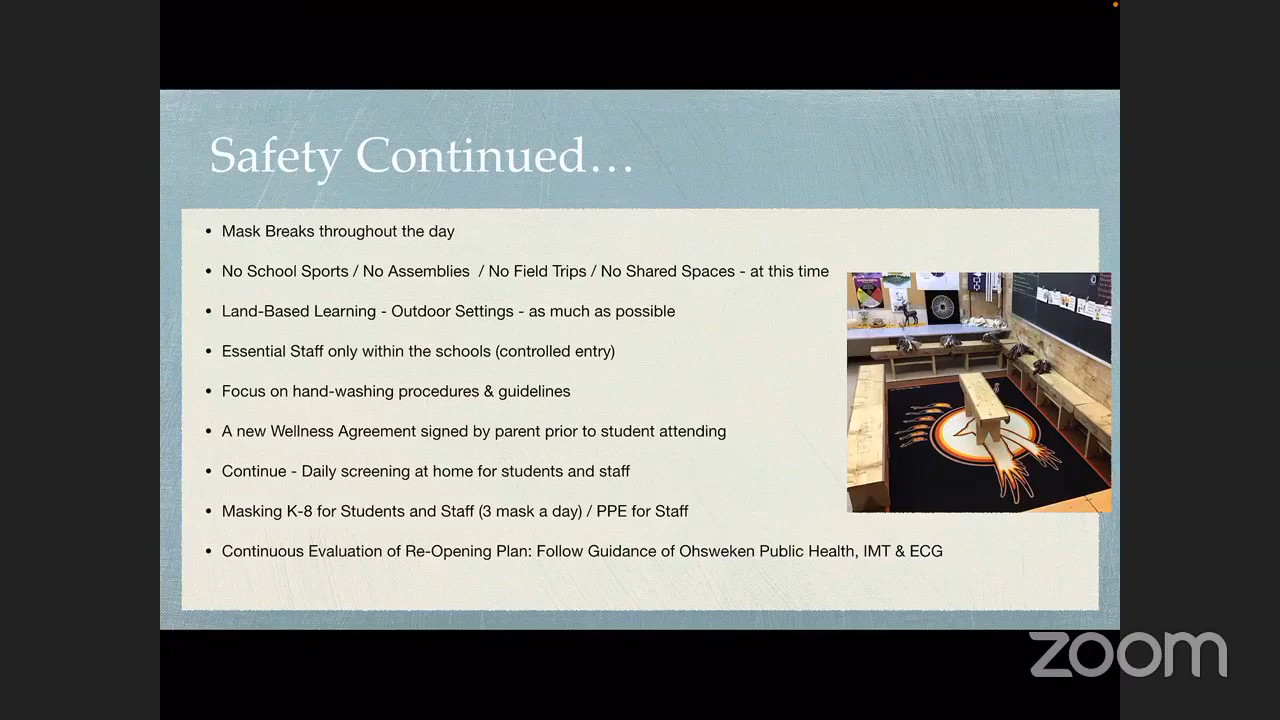 Safety Continued…
• Mask Breaks throughout the day
• No School Sports / No Assemblies / No Field Trips / No Shared Spaces - at this time
• Land-Based Learning - Outdoor Settings - as much as possible
• Essential Staff only within the schools (controlled entry)
• Focus on hand-washing procedures & guidelines
• A new Wellness Agreement signed by parent prior to student attending
• Continue - Daily screening at home for students and staff
• Masking K-8 for Students and Staff (3 mask a day) / PPE for Staff
• Continuous Evaluation of Re-Opening Plan: Follow Guidance of Ohsweken Public Health, IMT & ECG
zoom